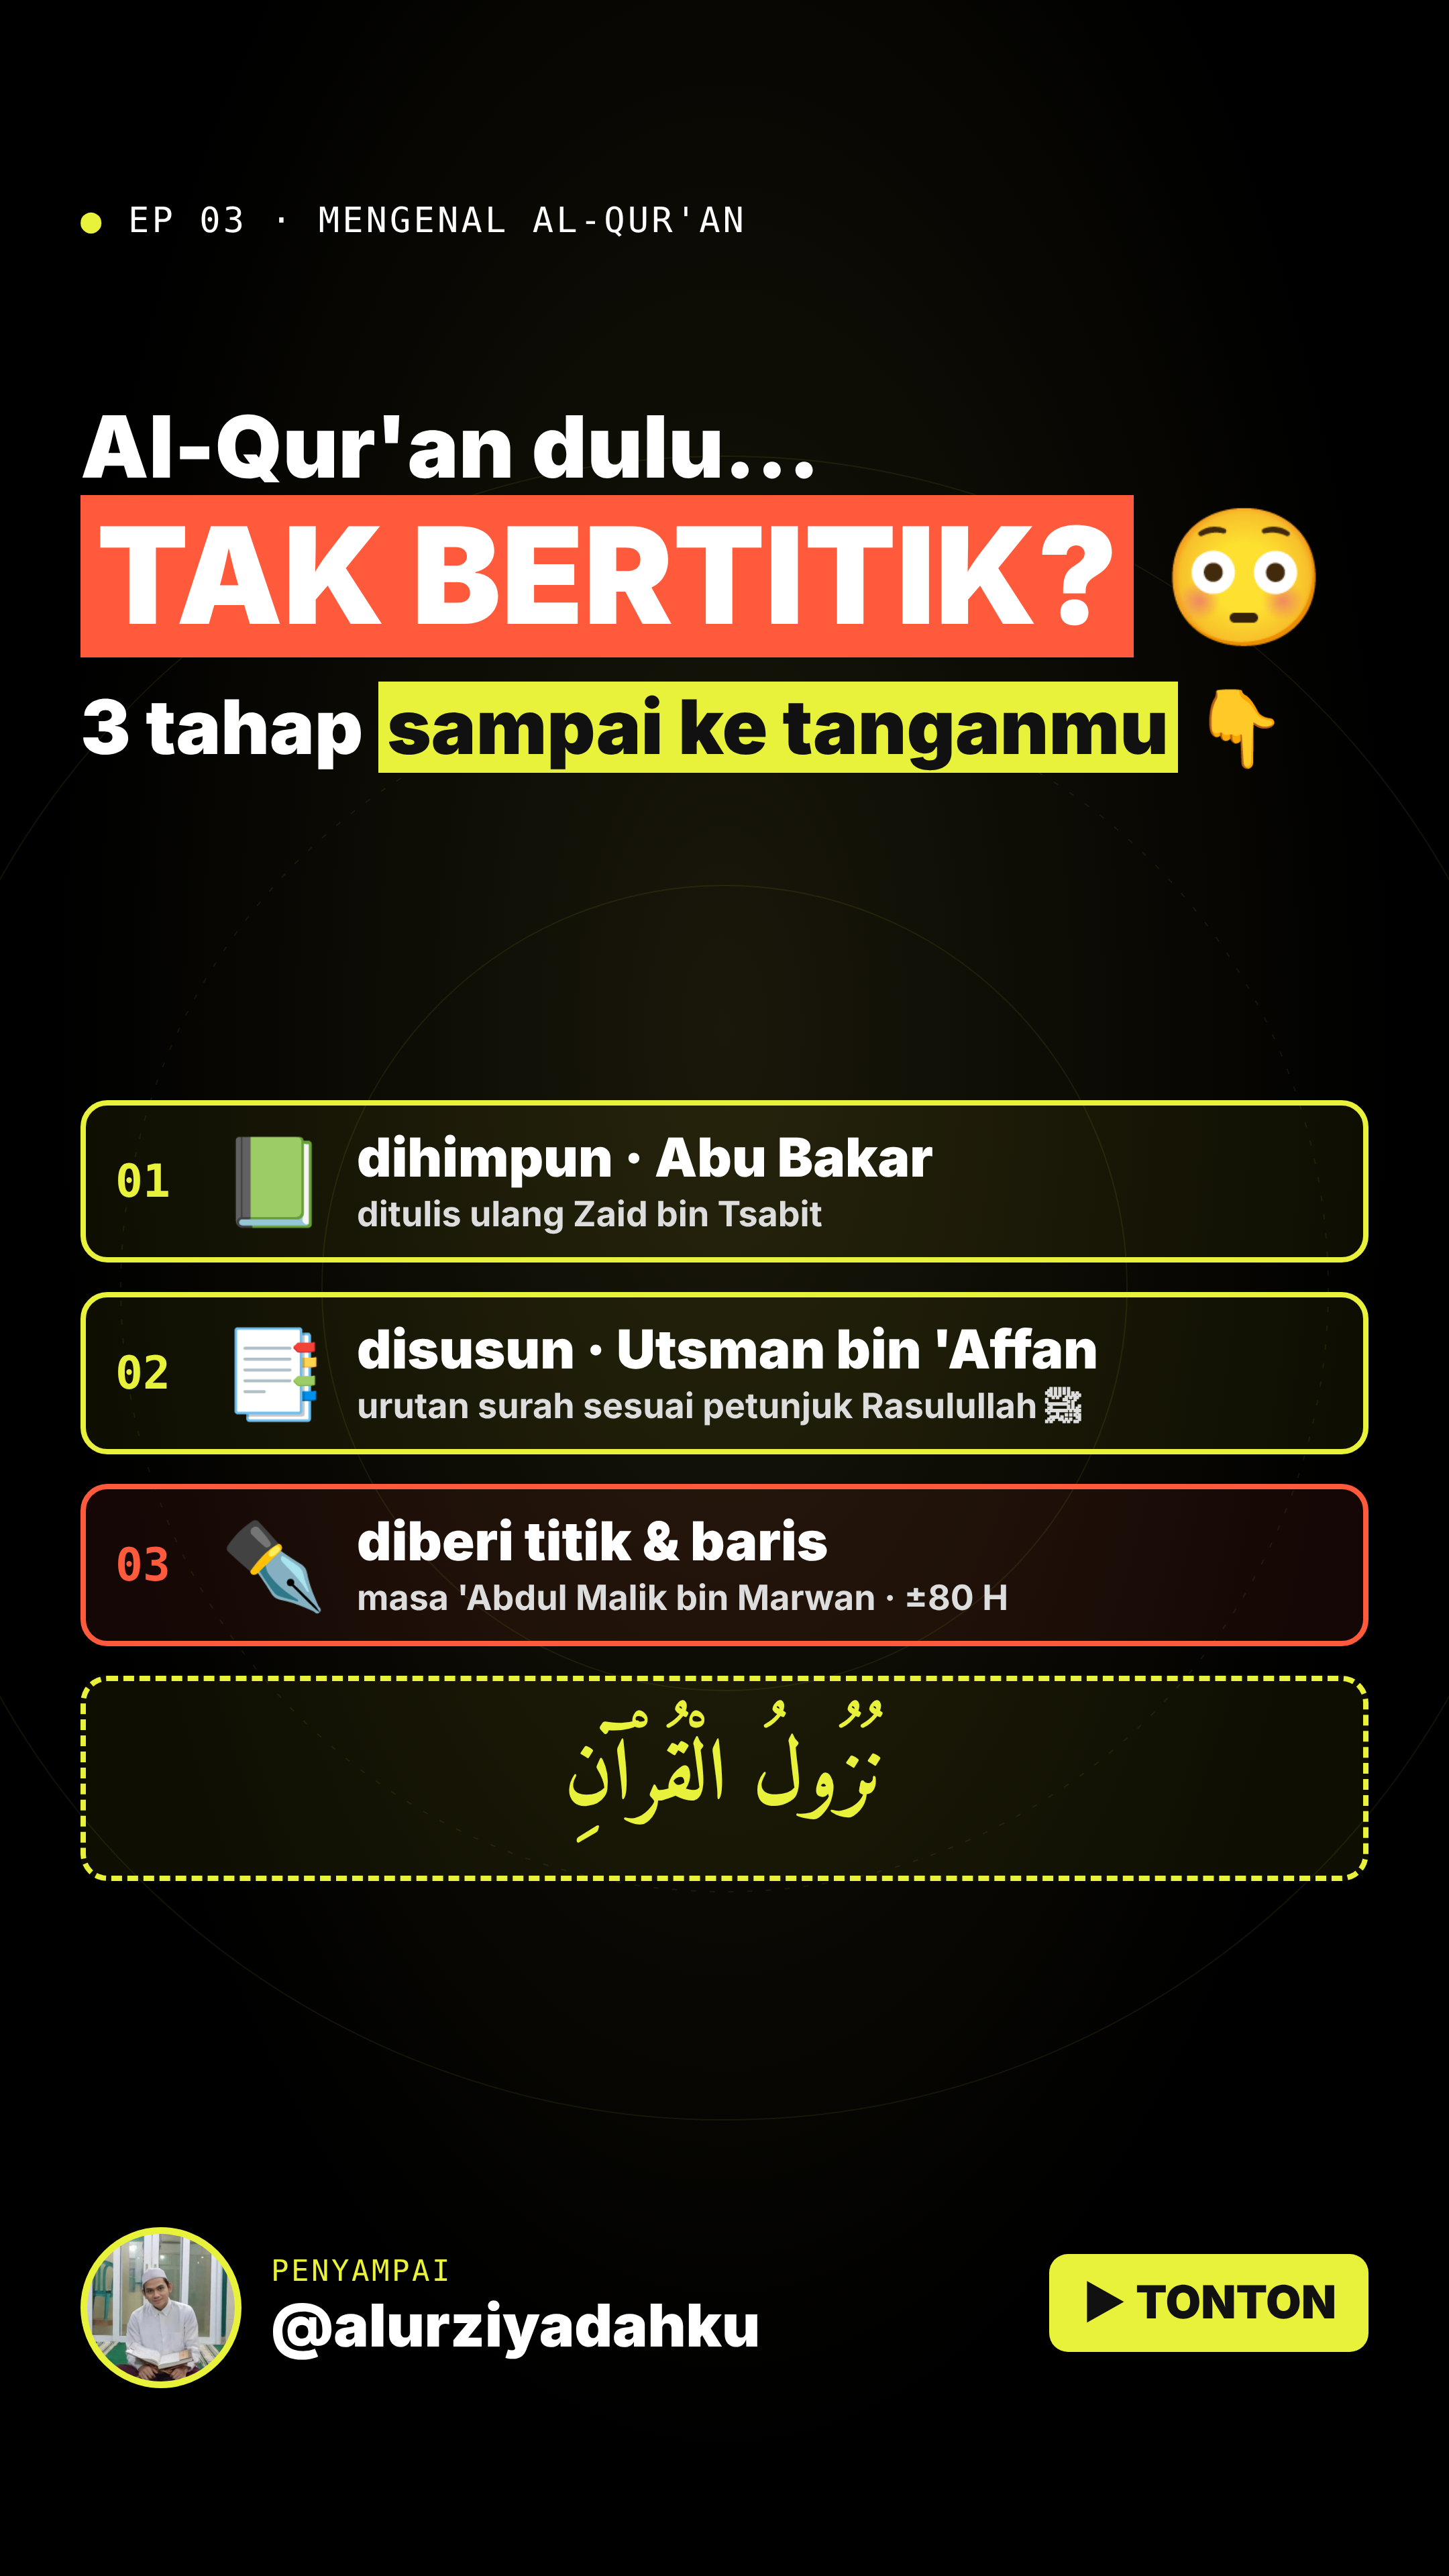 EP 03 · MENGENAL AL-QUR'AN
Al-Qur'an dulu...
TAK BERTITIK? 😳
3 tahap sampai ke tanganmu 👇
01 📗 dihimpun · Abu Bakar
ditulis ulang Zaid bin Tsabit
02 📑 disusun · Utsman bin 'Affan
urutan surah sesuai petunjuk Rasulullah ﷺ
03 ✒️ diberi titik & baris
masa 'Abdul Malik bin Marwan · ±80 H
نُزُولُ الْقُرْآنِ
PENYAMPAI
@alurziyadahku
▶ TONTON